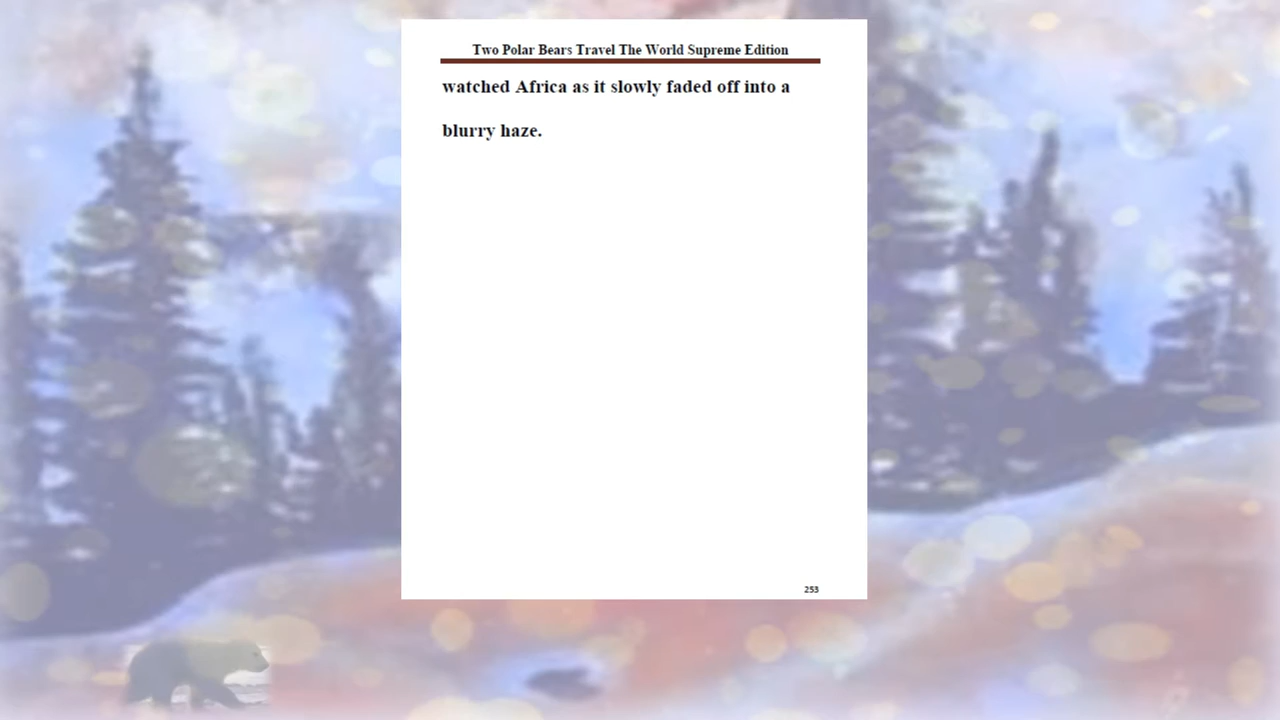 Two Polar Bears Travel The World Supreme Edition
watched Africa as it slowly faded off into a
blurry haze.
253